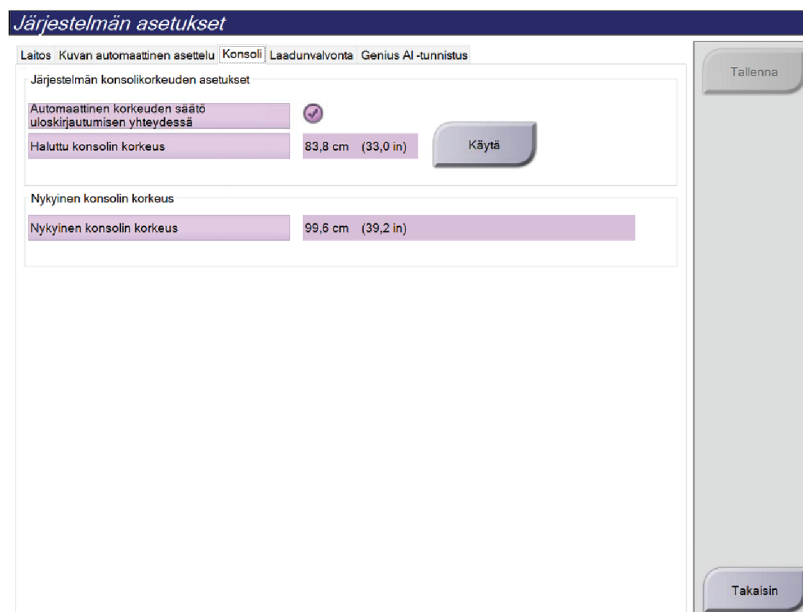 Järjestelmän asetukset
Laitos Kuvan automaattinen asettelu Konsoli Laadunvalvonta Genius AI -tunnistus
Järjestelmän konsolikorkeuden asetukset
Automaattinen korkeuden säätö
uloskirjautumisen yhteydessä
Haluttu konsolin korkeus 83,8 cm (33,0 in) Käytä
Nykyinen konsolin korkeus
Nykyinen konsolin korkeus 99,6 cm (39,2 in)
Tallenna
Takaisin